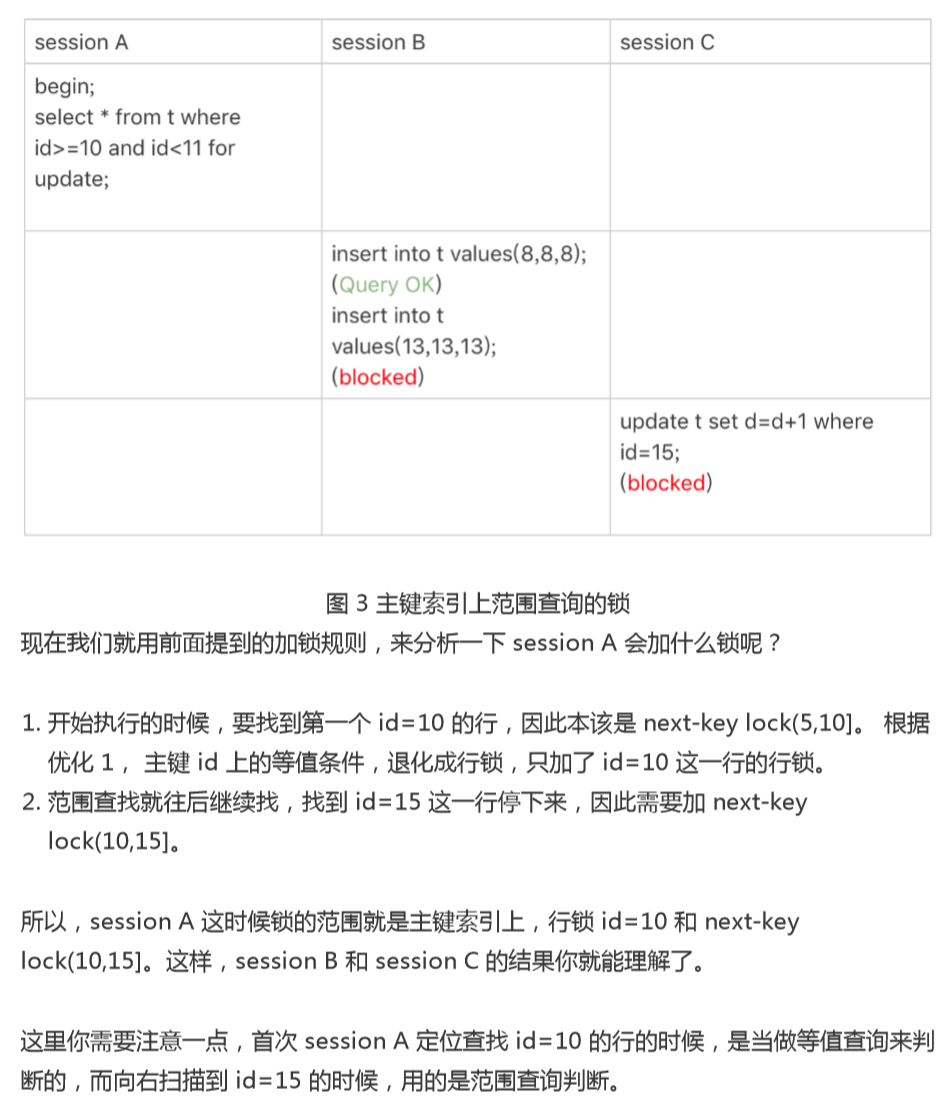 session A
session B
session C
begin;
select * from t where
id>=10 and id<11 for
update;
insert into t values(8,8,8);
(Query OK)
insert into t
values(13,13,13);
(blocked)
update t set d=d+1 where
id=15;
(blocked)
图 3 主键索引上范围查询的锁
现在我们就用前面提到的加锁规则，来分析一下 session A 会加什么锁呢？
1. 开始执行的时候，要找到第一个 id=10 的行，因此本该是 next-key lock(5,10]。 根据
优化 1， 主键 id 上的等值条件，退化成行锁，只加了 id=10 这一行的行锁。
2. 范围查找就往后继续找，找到 id=15 这一行停下来，因此需要加 next-key
lock(10,15]。
所以，session A 这时候锁的范围就是主键索引上，行锁 id=10 和 next-key
lock(10,15]。这样，session B 和 session C 的结果你就能理解了。
这里你需要注意一点，首次 session A 定位查找 id=10 的行的时候，是当做等值查询来判
断的，而向右扫描到 id=15 的时候，用的是范围查询判断。